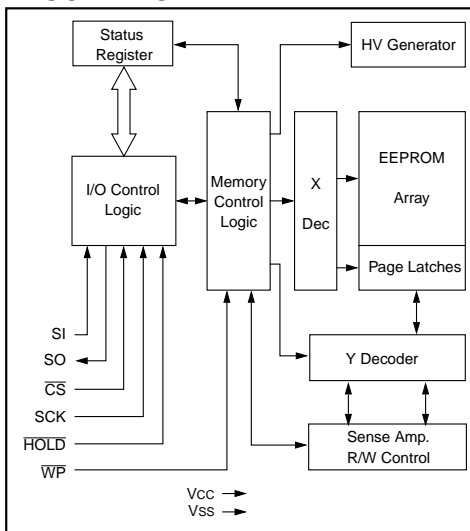 Status
Register
HV Generator
I/O Control
Logic
Memory
Control
Logic
X
Dec
EEPROM
Array
Page Latches
Y Decoder
Sense Amp.
R/W Control
SI
SO
CS
SCK
HOLD
WP
VCC
VSS